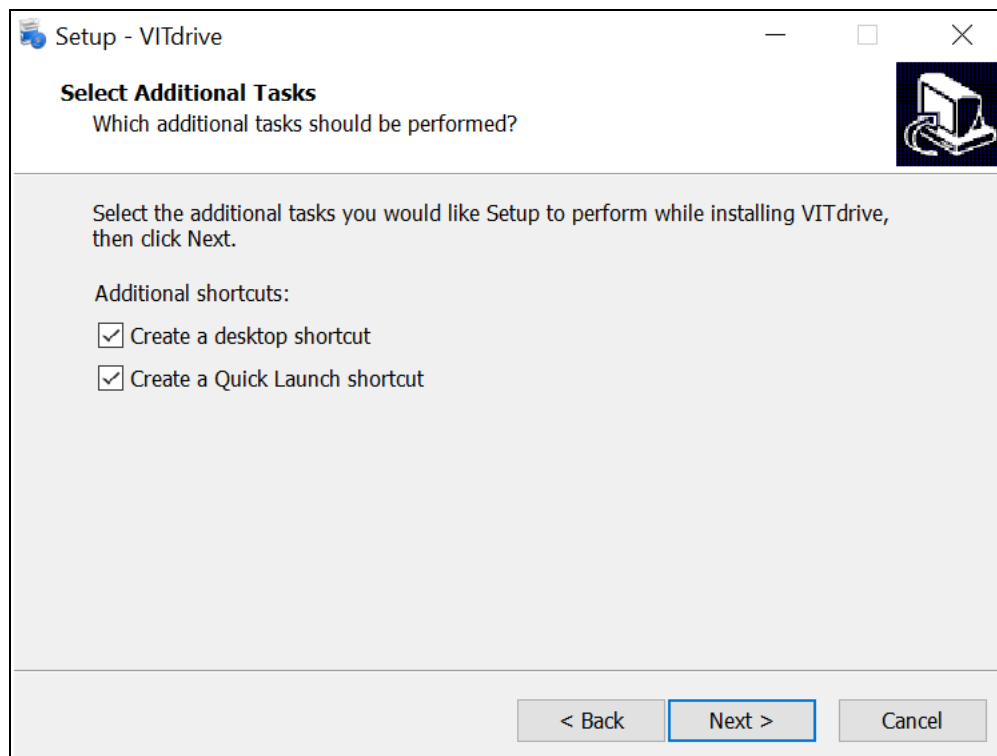 Setup - VITdrive
Select Additional Tasks
Which additional tasks should be performed?
Select the additional tasks you would like Setup to perform while installing VITdrive,
then click Next.
Additional shortcuts:
Create a desktop shortcut
Create a Quick Launch shortcut
< Back Next > Cancel